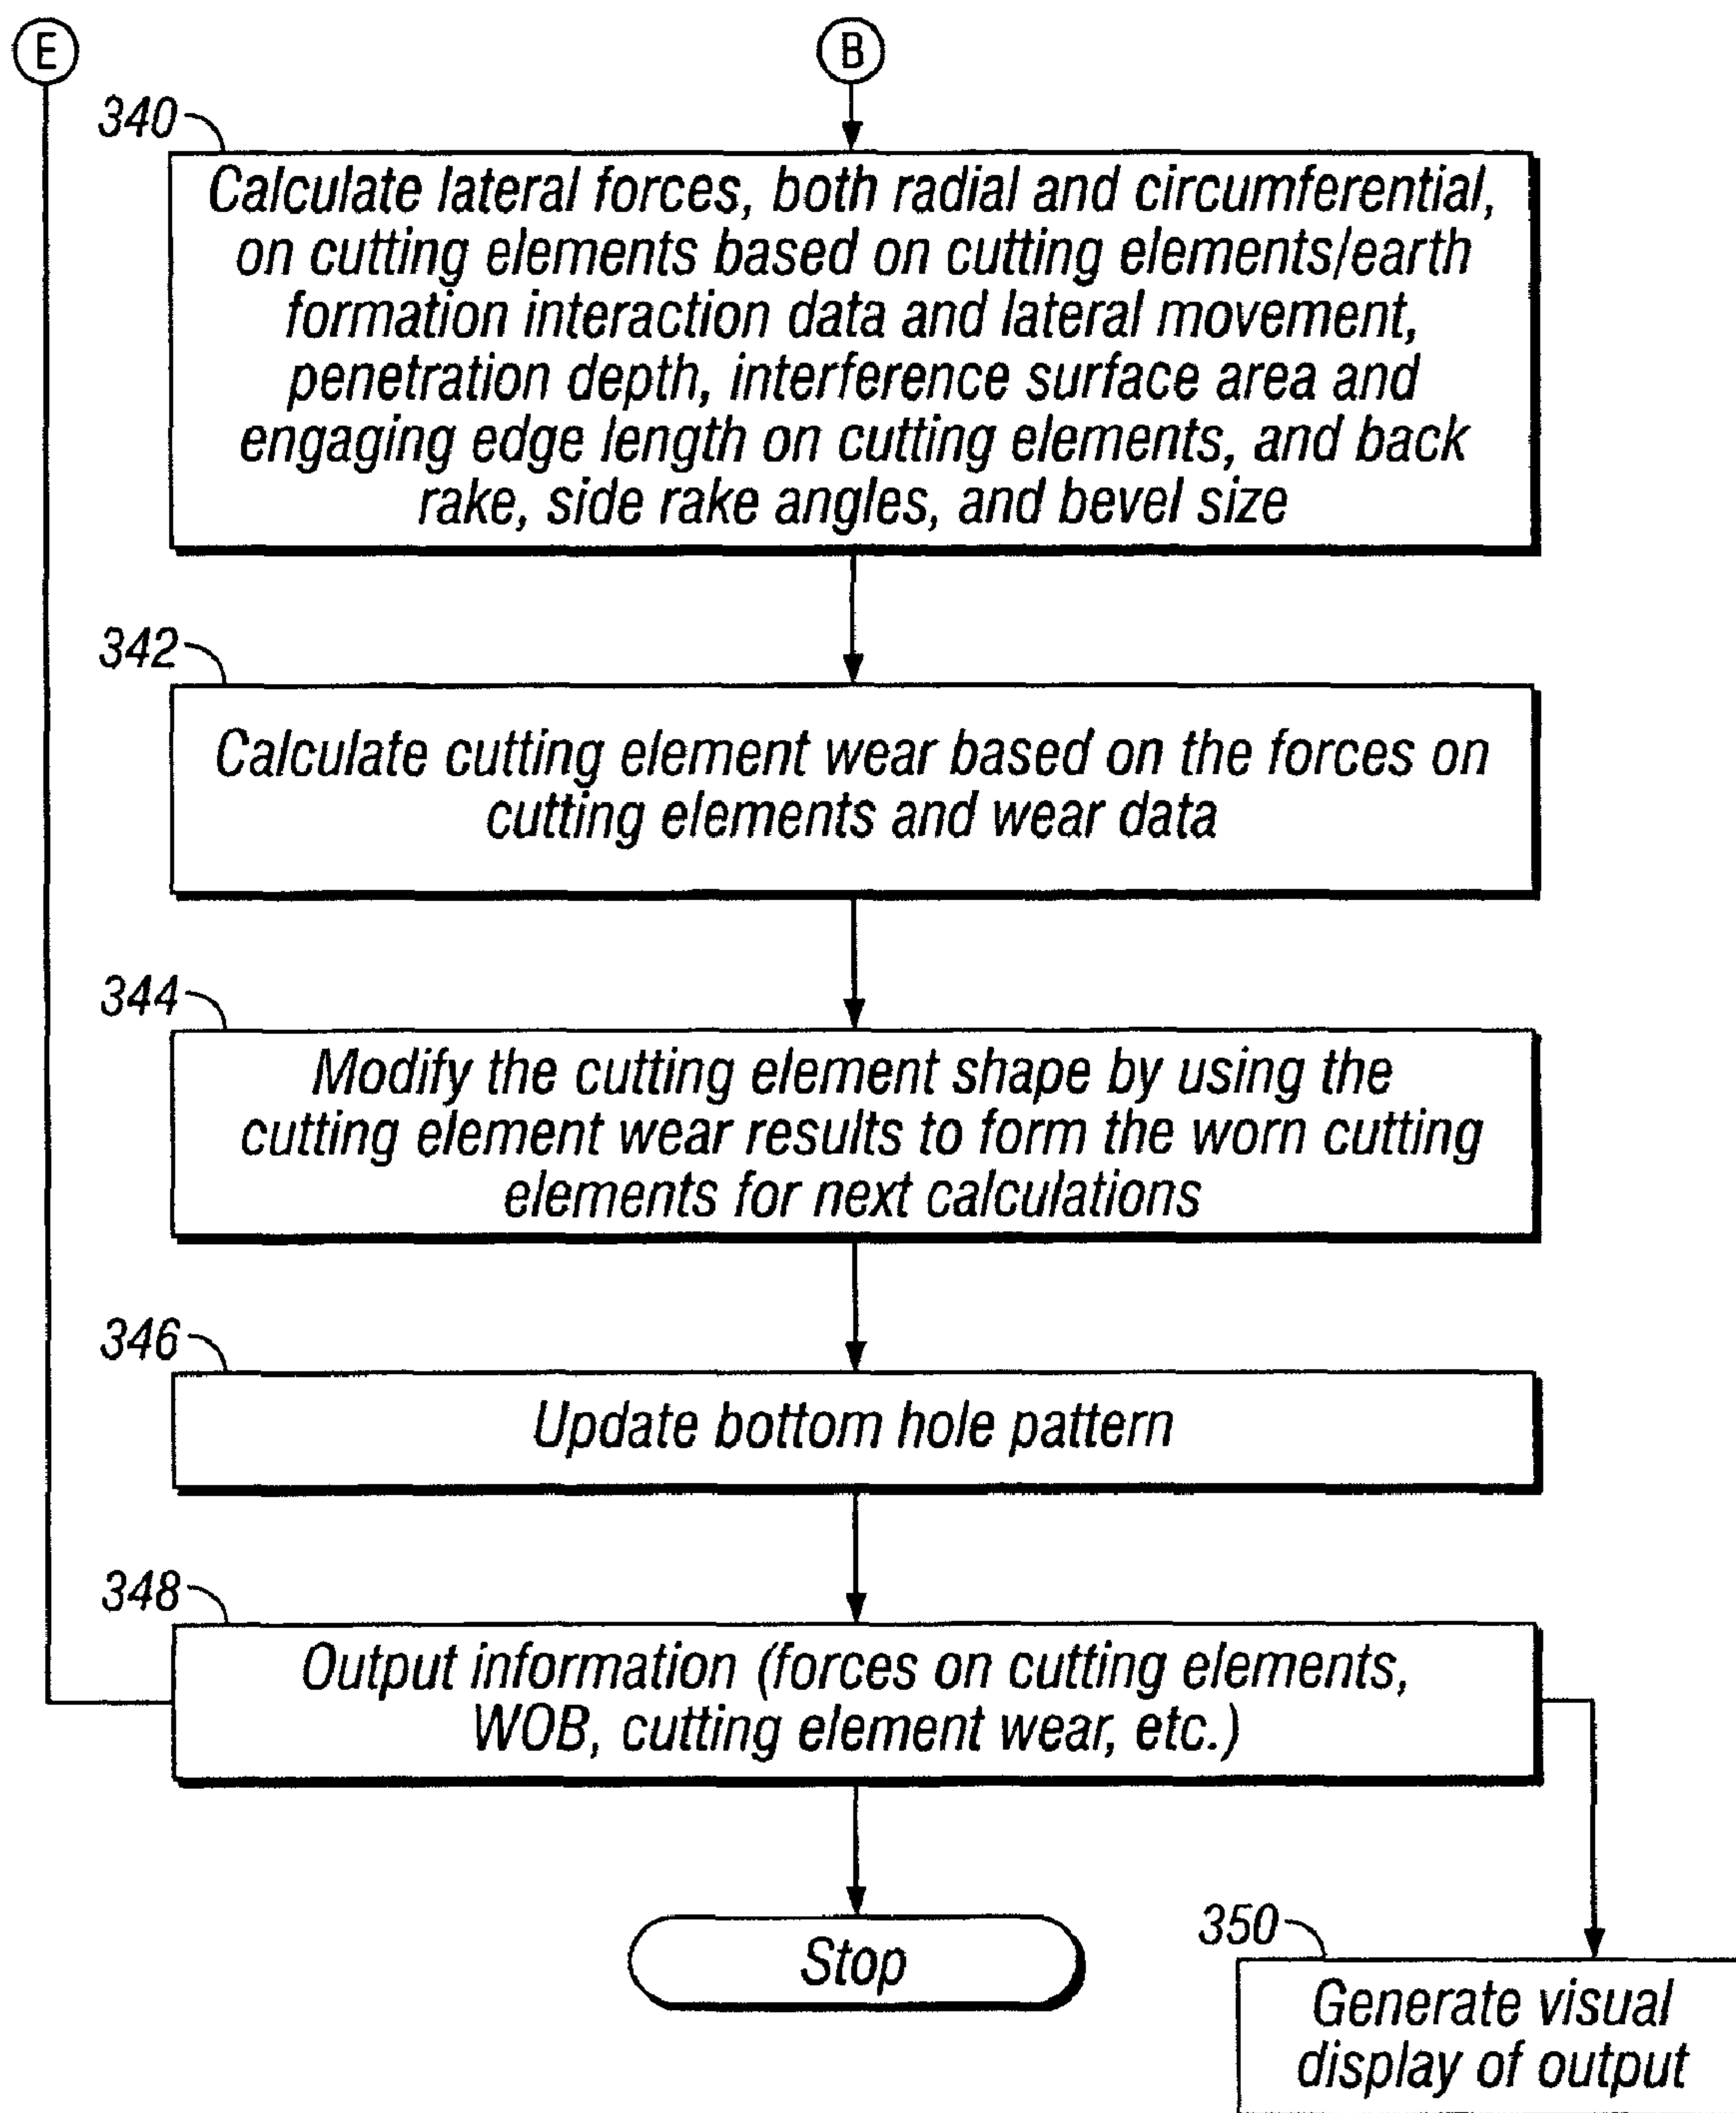 E
B
340
Calculate lateral forces, both radial and circumferential,
on cutting elements based on cutting elements/earth
formation interaction data and lateral movement,
penetration depth, interference surface area and
engaging edge length on cutting elements, and back
rake, side rake angles, and bevel size
342
Calculate cutting element wear based on the forces on
cutting elements and wear data
344
Modify the cutting element shape by using the
cutting element wear results to form the worn cutting
elements for next calculations
346
Update bottom hole pattern
348
Output information (forces on cutting elements,
WOB, cutting element wear, etc.)
Stop
350
Generate visual
display of output